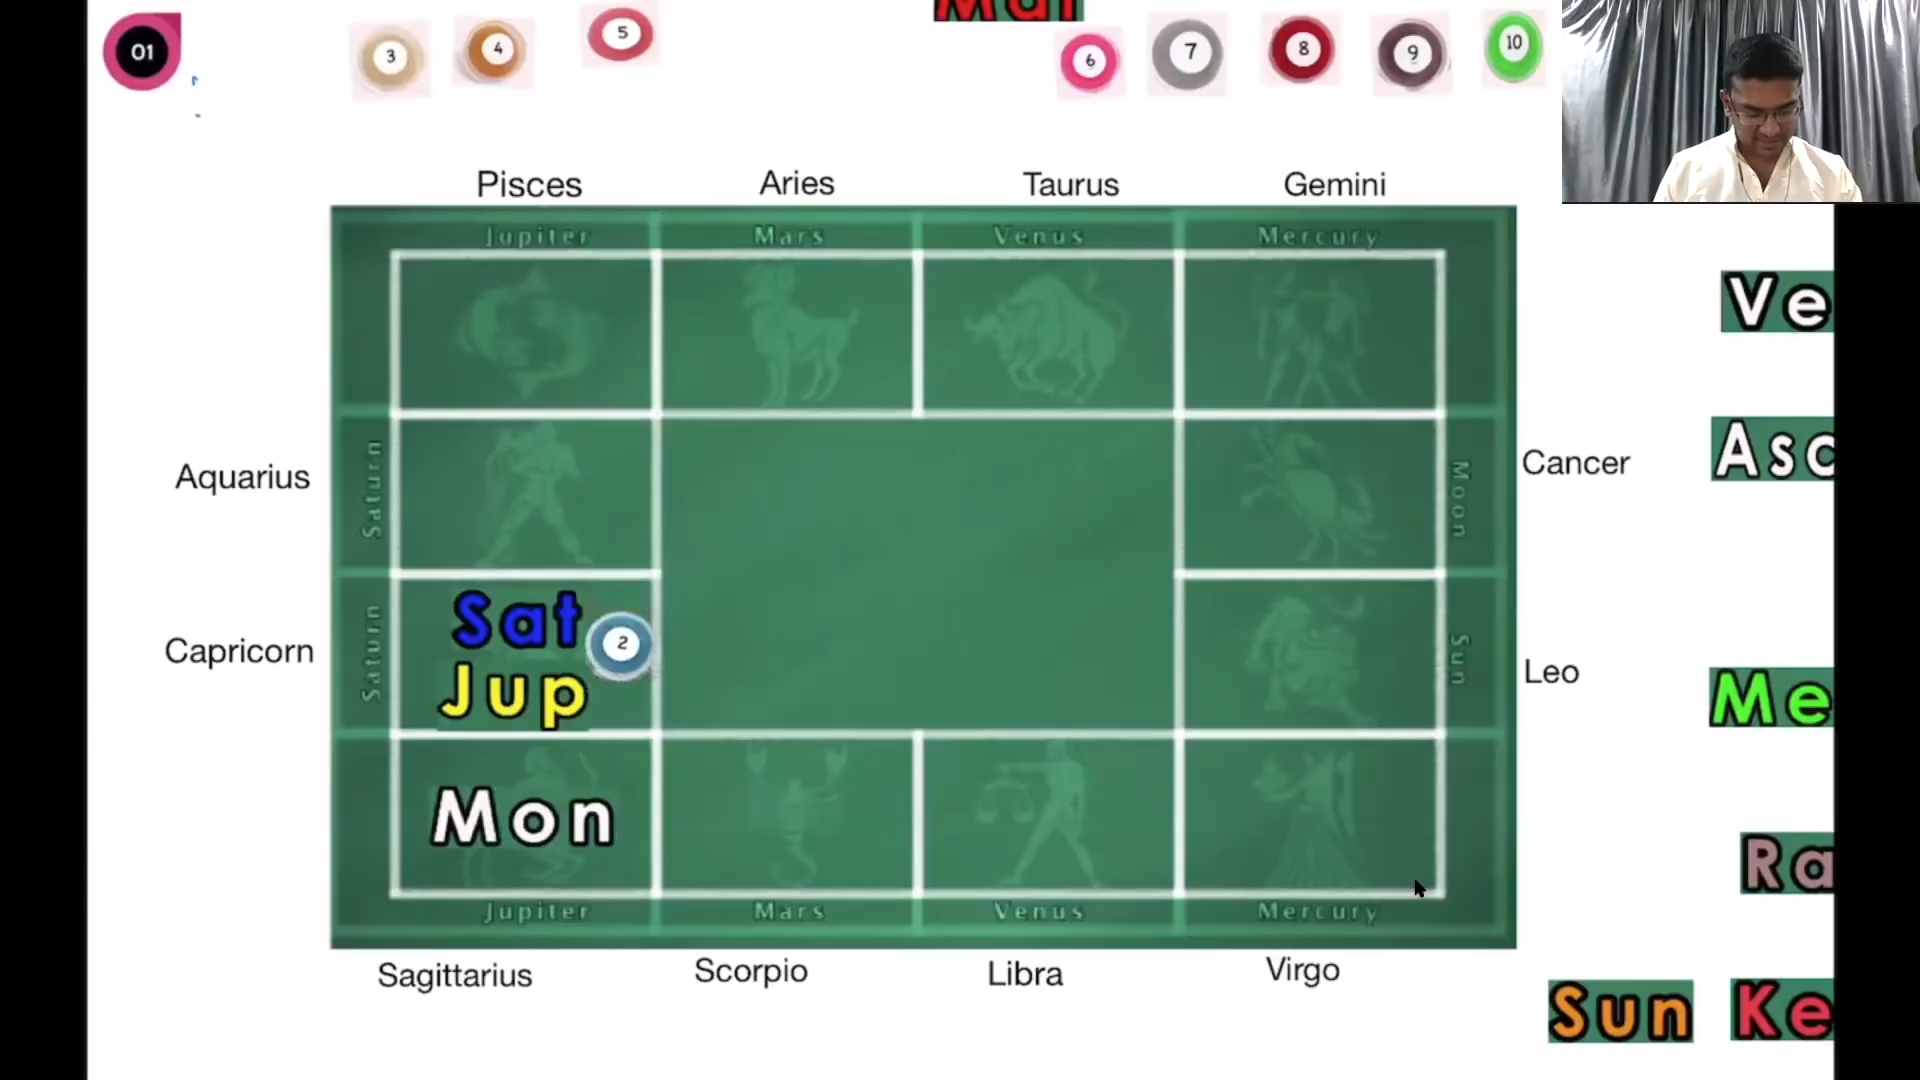 Mar
01
3
4
5
6
7
8
9
10
Pisces
Aries
Taurus
Gemini
Jupiter
Mars
Venus
Mercury
Ve
Aquarius
Saturn
Moon
Cancer
Asc
Capricorn
Saturn
Sat
2
Jup
Sun
Leo
Me
Mon
Ra
Jupiter
Mars
Venus
Mercury
Sagittarius
Scorpio
Libra
Virgo
Sun
Ke